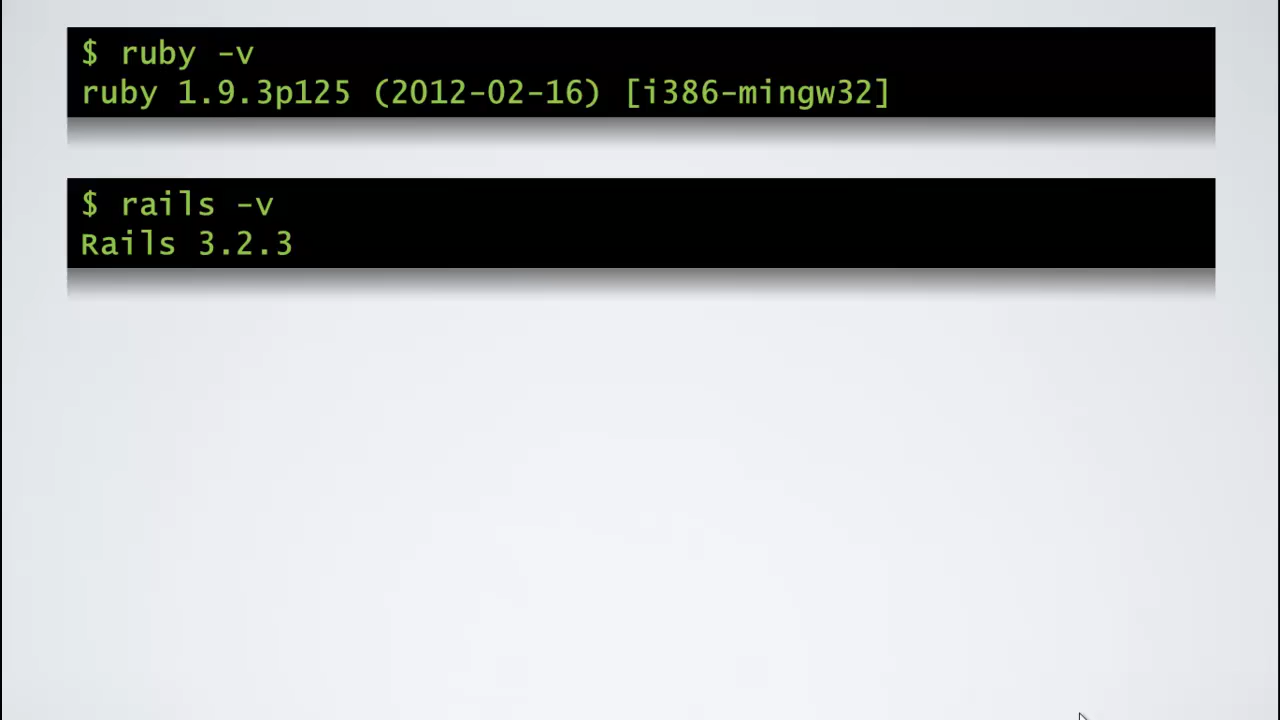 $ ruby -v
ruby 1.9.3p125 (2012-02-16) [i386-mingw32]
$ rails -v
Rails 3.2.3